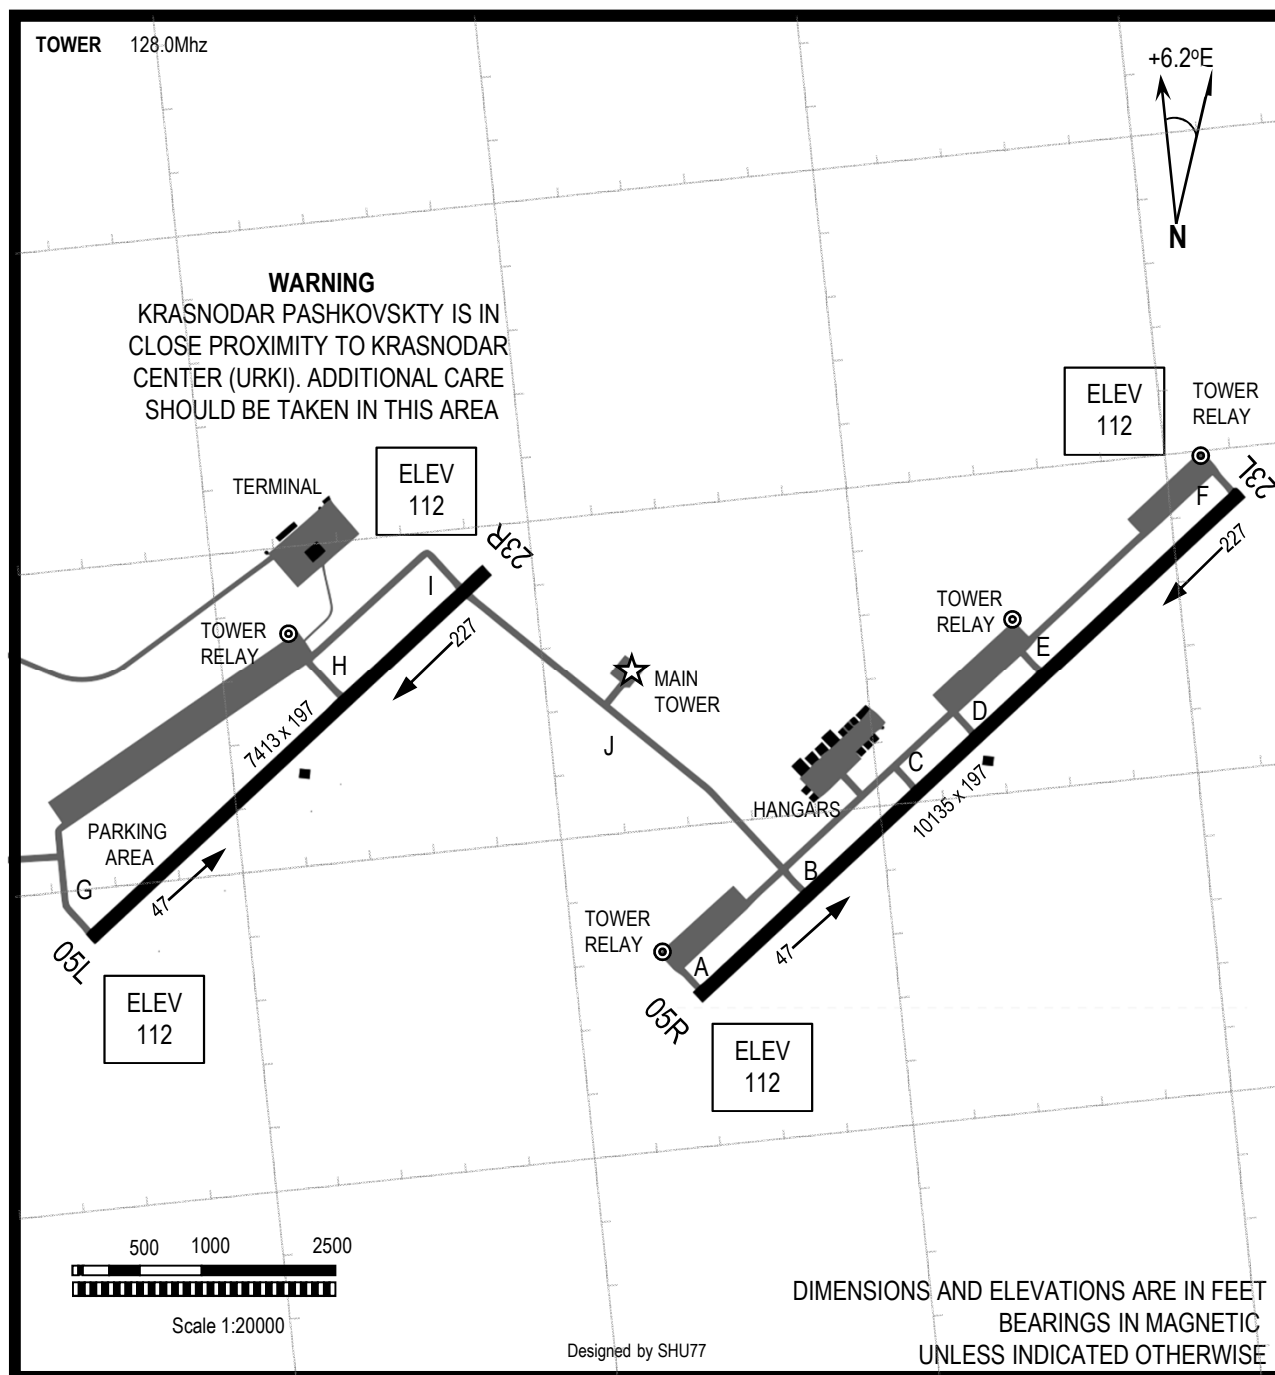 TOWER 128.0Mhz
+6.2ºE
N
WARNING
KRASNODAR PASHKOVSKTY IS IN
CLOSE PROXIMITY TO KRASNODAR
CENTER (URKI). ADDITIONAL CARE
SHOULD BE TAKEN IN THIS AREA
ELEV
112
TOWER
RELAY
23L
F
227
TERMINAL
ELEV
112
23R
I
227
TOWER
RELAY
H
7413 x 197
TOWER
RELAY
E
MAIN
TOWER
J
D
C
10135 x 197
HANGARS
PARKING
AREA
G
47
05L
B
TOWER
RELAY
A
47
05R
ELEV
112
ELEV
112
500 1000 2500
Scale 1:20000
Designed by SHU77
DIMENSIONS AND ELEVATIONS ARE IN FEET
BEARINGS IN MAGNETIC
UNLESS INDICATED OTHERWISE